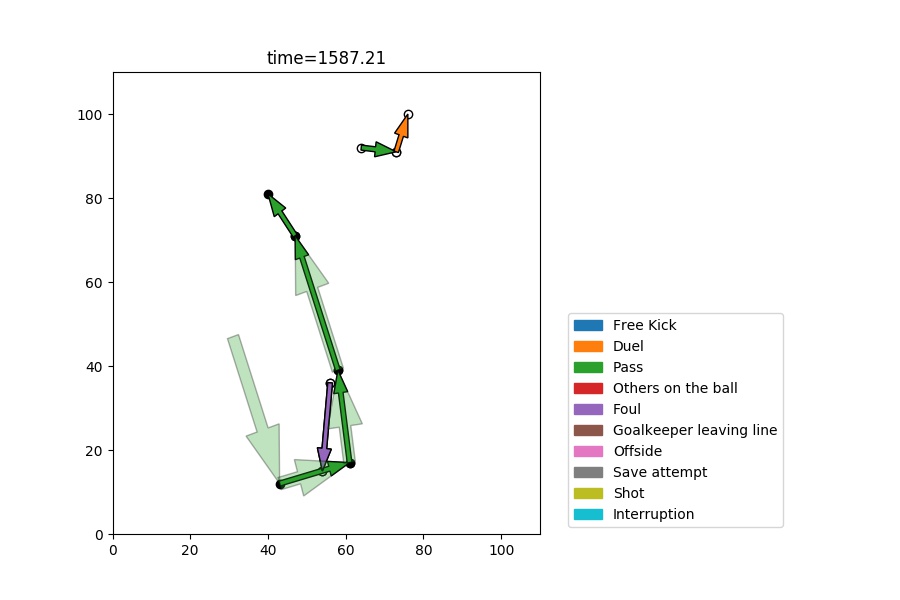 time=1587.21
100
80
60
40
20
0
0 20 40 60 80 100
Free Kick
Duel
Pass
Others on the ball
Foul
Goalkeeper leaving line
Offside
Save attempt
Shot
Interruption